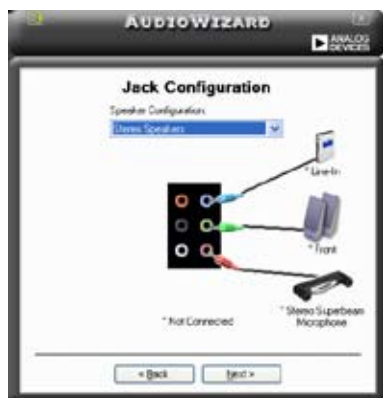 AUDIOWIZARD
ANALOG
DEVICES
Jack Configuration
Speaker Configuration:
Stereo Speakers
* Line-In
* Front
* Not Connected
* Stereo Superbeam
Microphone
< Back
Next >